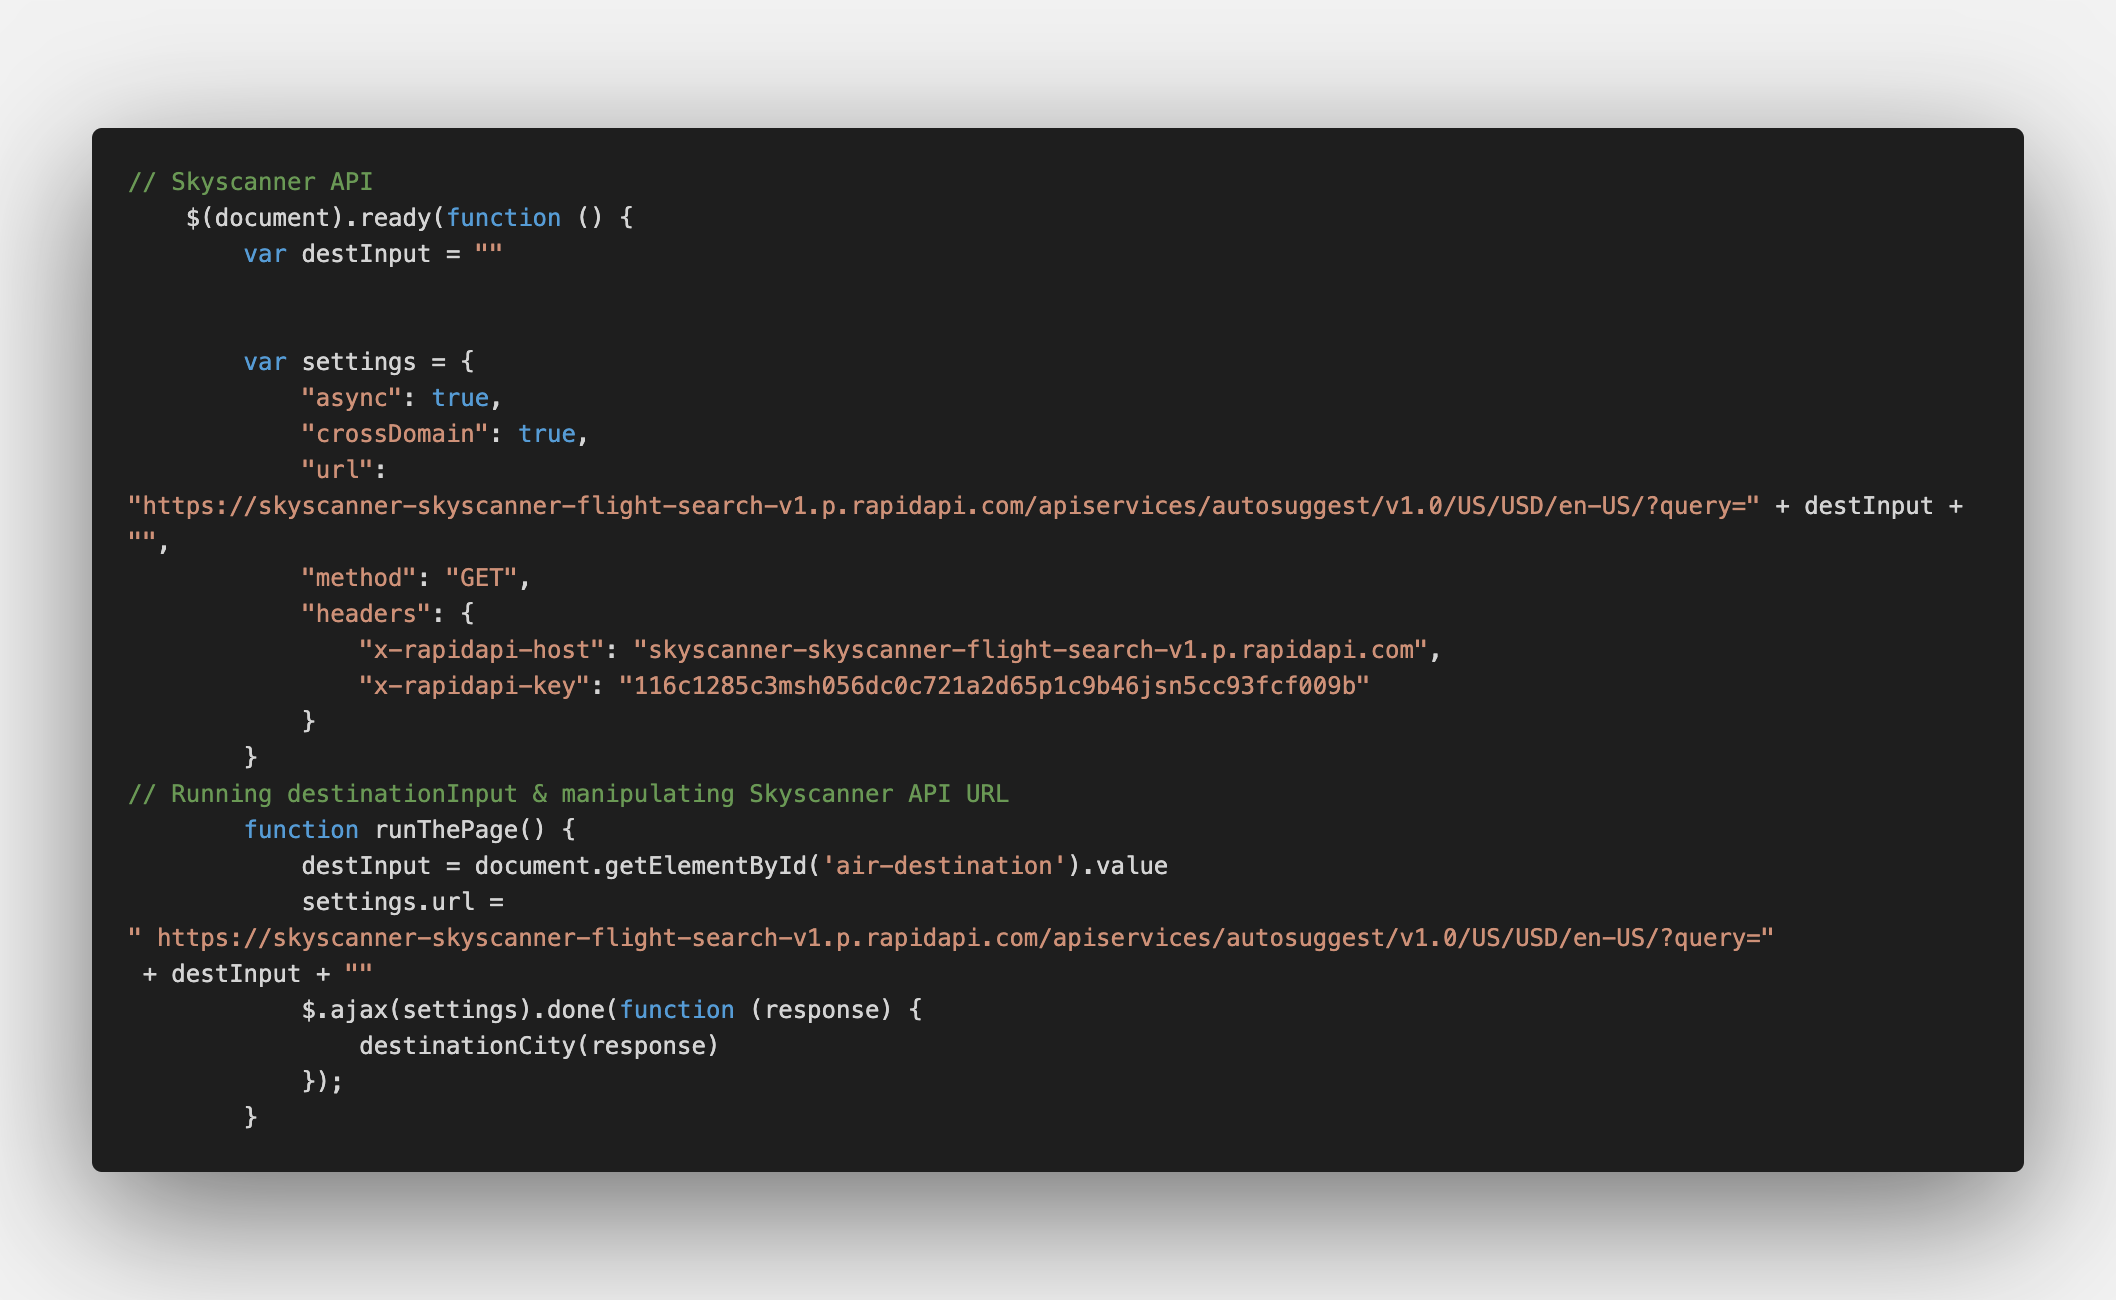 // Skyscanner API
    $(document).ready(function () {
        var destInput = ""
        var settings = {
            "async": true,
            "crossDomain": true,
            "url":
"https://skyscanner-skyscanner-flight-search-v1.p.rapidapi.com/apiservices/autosuggest/v1.0/US/USD/en-US/?query=" + destInput +
"",
            "method": "GET",
            "headers": {
                "x-rapidapi-host": "skyscanner-skyscanner-flight-search-v1.p.rapidapi.com",
                "x-rapidapi-key": "116c1285c3msh056dc0c721a2d65p1c9b46jsn5cc93fcf009b"
            }
        }
// Running destinationInput & manipulating Skyscanner API URL
        function runThePage() {
            destInput = document.getElementById('air-destination').value
            settings.url =
" https://skyscanner-skyscanner-flight-search-v1.p.rapidapi.com/apiservices/autosuggest/v1.0/US/USD/en-US/?query="
 + destInput + ""
            $.ajax(settings).done(function (response) {
                destinationCity(response)
            });
        }